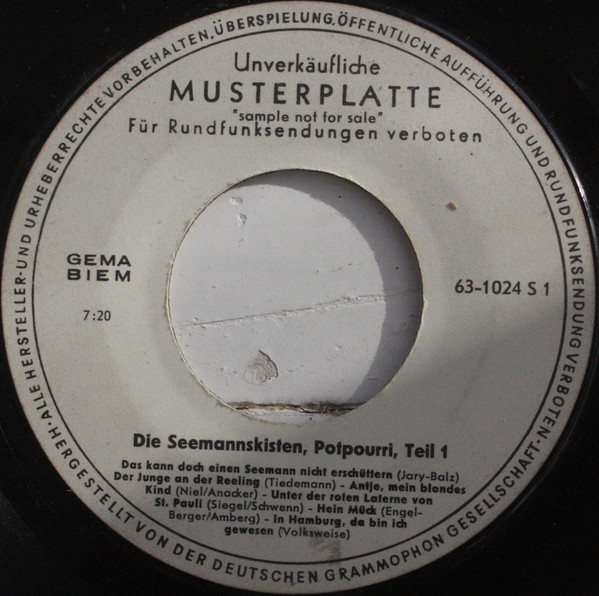 ALLE HERSTELLER- UND URHEBERRECHTE VORBEHALTEN. ÜBERSPIELUNG. ÖFFENTLICHE AUFFÜHRUNG UND RUNDFUNKSENDUNG VERBOTEN
Unverkäufliche
MUSTERPLATTE
"sample not for sale"
Für Rundfunksendungen verboten
GEMA
BIEM
63-1024 S 1
7:20
Die Seemannskisten, Potpourri, Teil 1
Das kann doch einen Seemann nicht erschüttern (Jary-Balz)
Der Junge an der Reeling (Tiedemann) - Antje, mein blondes
Kind (Niel/Anacker) - Unter der roten Laterne von
St. Pauli (Siegel/Schwenn) - Hein Mück (Engel-
Berger/Amberg) - In Hamburg, da bin ich
gewesen (Volksweise)
·HERGESTELLT VON DER DEUTSCHEN GRAMMOPHON GESELLSCHAFT·